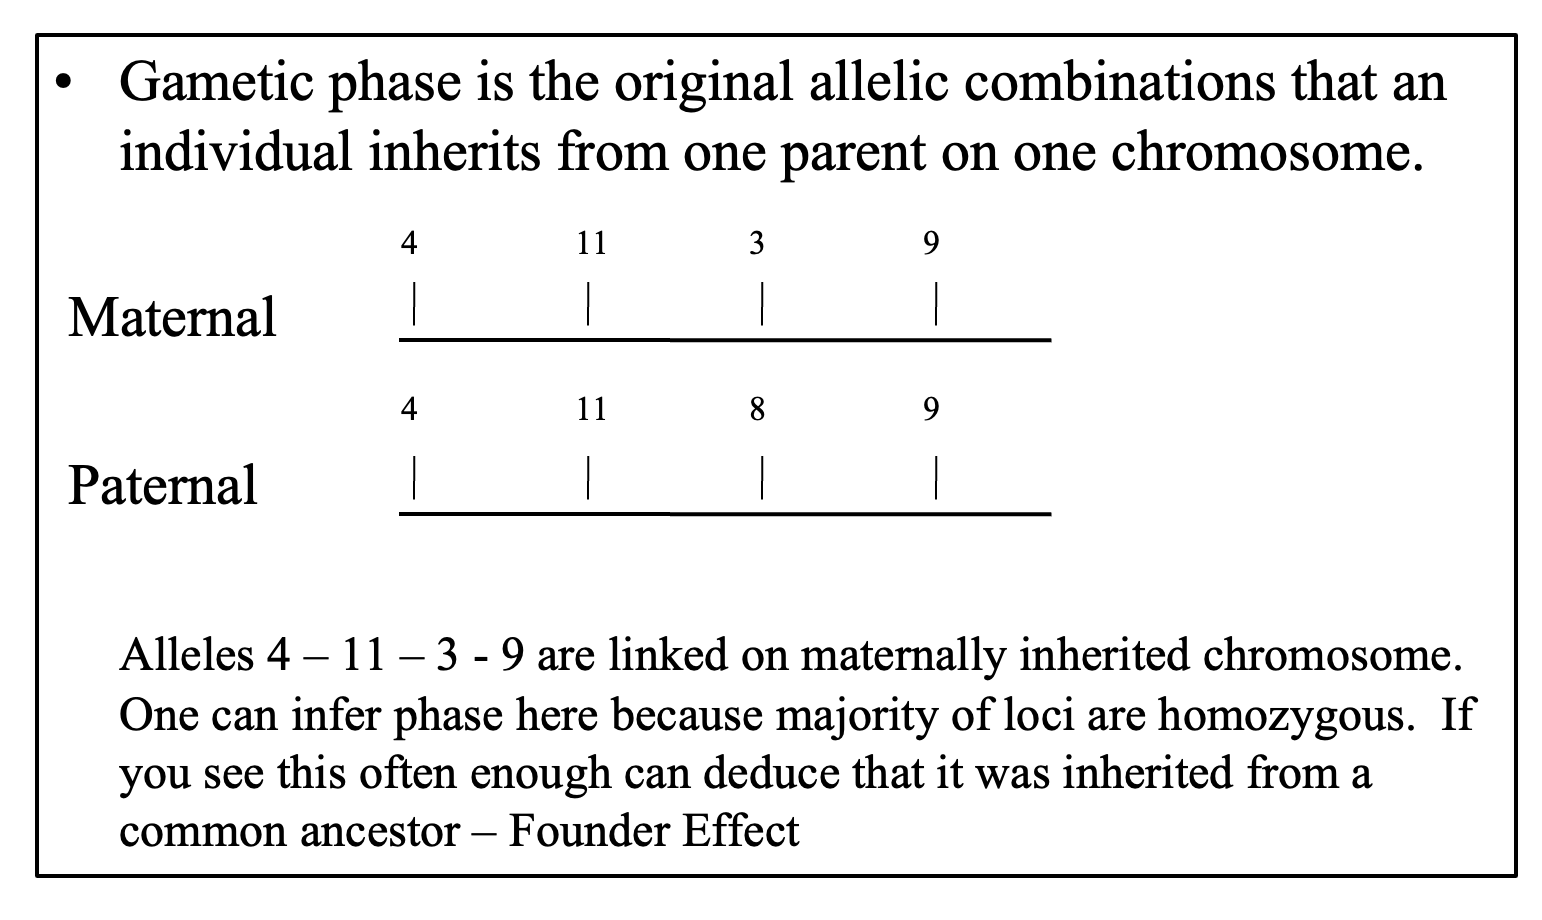 • Gametic phase is the original allelic combinations that an
individual inherits from one parent on one chromosome.
4 11 3 9
Maternal
4 11 8 9
Paternal
Alleles 4 – 11 – 3 - 9 are linked on maternally inherited chromosome.
One can infer phase here because majority of loci are homozygous.  If
you see this often enough can deduce that it was inherited from a
common ancestor – Founder Effect